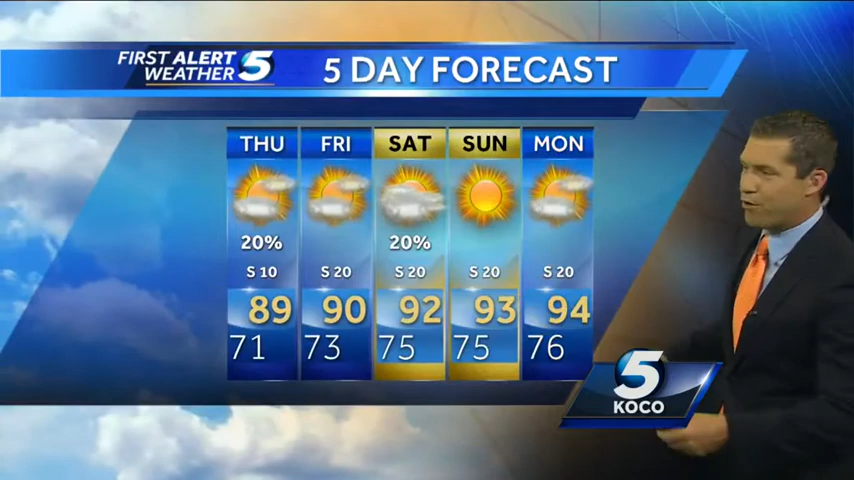 FIRST ALERT
WEATHER 5
5 DAY FORECAST
THU FRI SAT SUN MON
20% 20%
S 10 S 20 S 20 S 20 S 20
89 90 92 93 94
71 73 75 75 76
5
KOCO